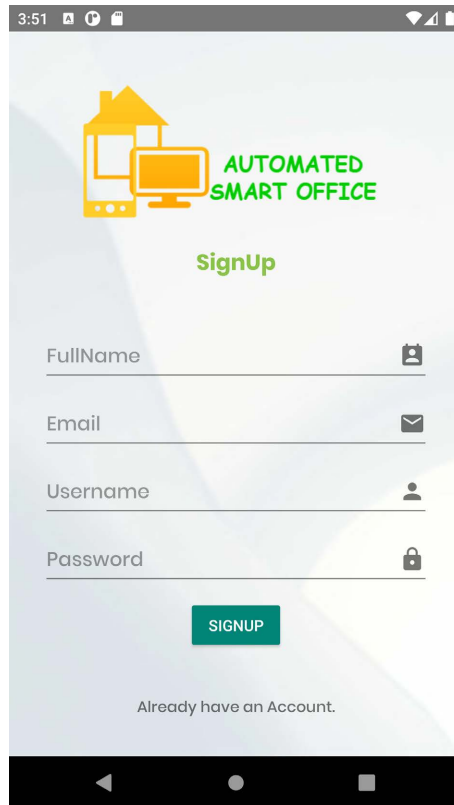 3:51
AUTOMATED
SMART OFFICE
SignUp
FullName
Email
Username
Password
SIGNUP
Already have an Account.